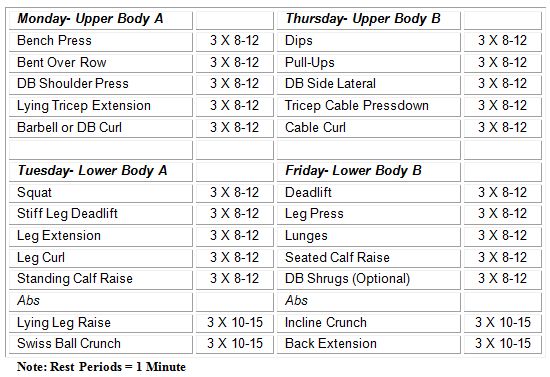 Monday- Upper Body A Thursday- Upper Body B
Bench Press 3 X 8-12 Dips 3 X 8-12
Bent Over Row 3 X 8-12 Pull-Ups 3 X 8-12
DB Shoulder Press 3 X 8-12 DB Side Lateral 3 X 8-12
Lying Tricep Extension 3 X 8-12 Tricep Cable Pressdown 3 X 8-12
Barbell or DB Curl 3 X 8-12 Cable Curl 3 X 8-12
Tuesday- Lower Body A Friday- Lower Body B
Squat 3 X 8-12 Deadlift 3 X 8-12
Stiff Leg Deadlift 3 X 8-12 Leg Press 3 X 8-12
Leg Extension 3 X 8-12 Lunges 3 X 8-12
Leg Curl 3 X 8-12 Seated Calf Raise 3 X 8-12
Standing Calf Raise 3 X 8-12 DB Shrugs (Optional) 3 X 8-12
Abs Abs
Lying Leg Raise 3 X 10-15 Incline Crunch 3 X 10-15
Swiss Ball Crunch 3 X 10-15 Back Extension 3 X 10-15
Note: Rest Periods = 1 Minute